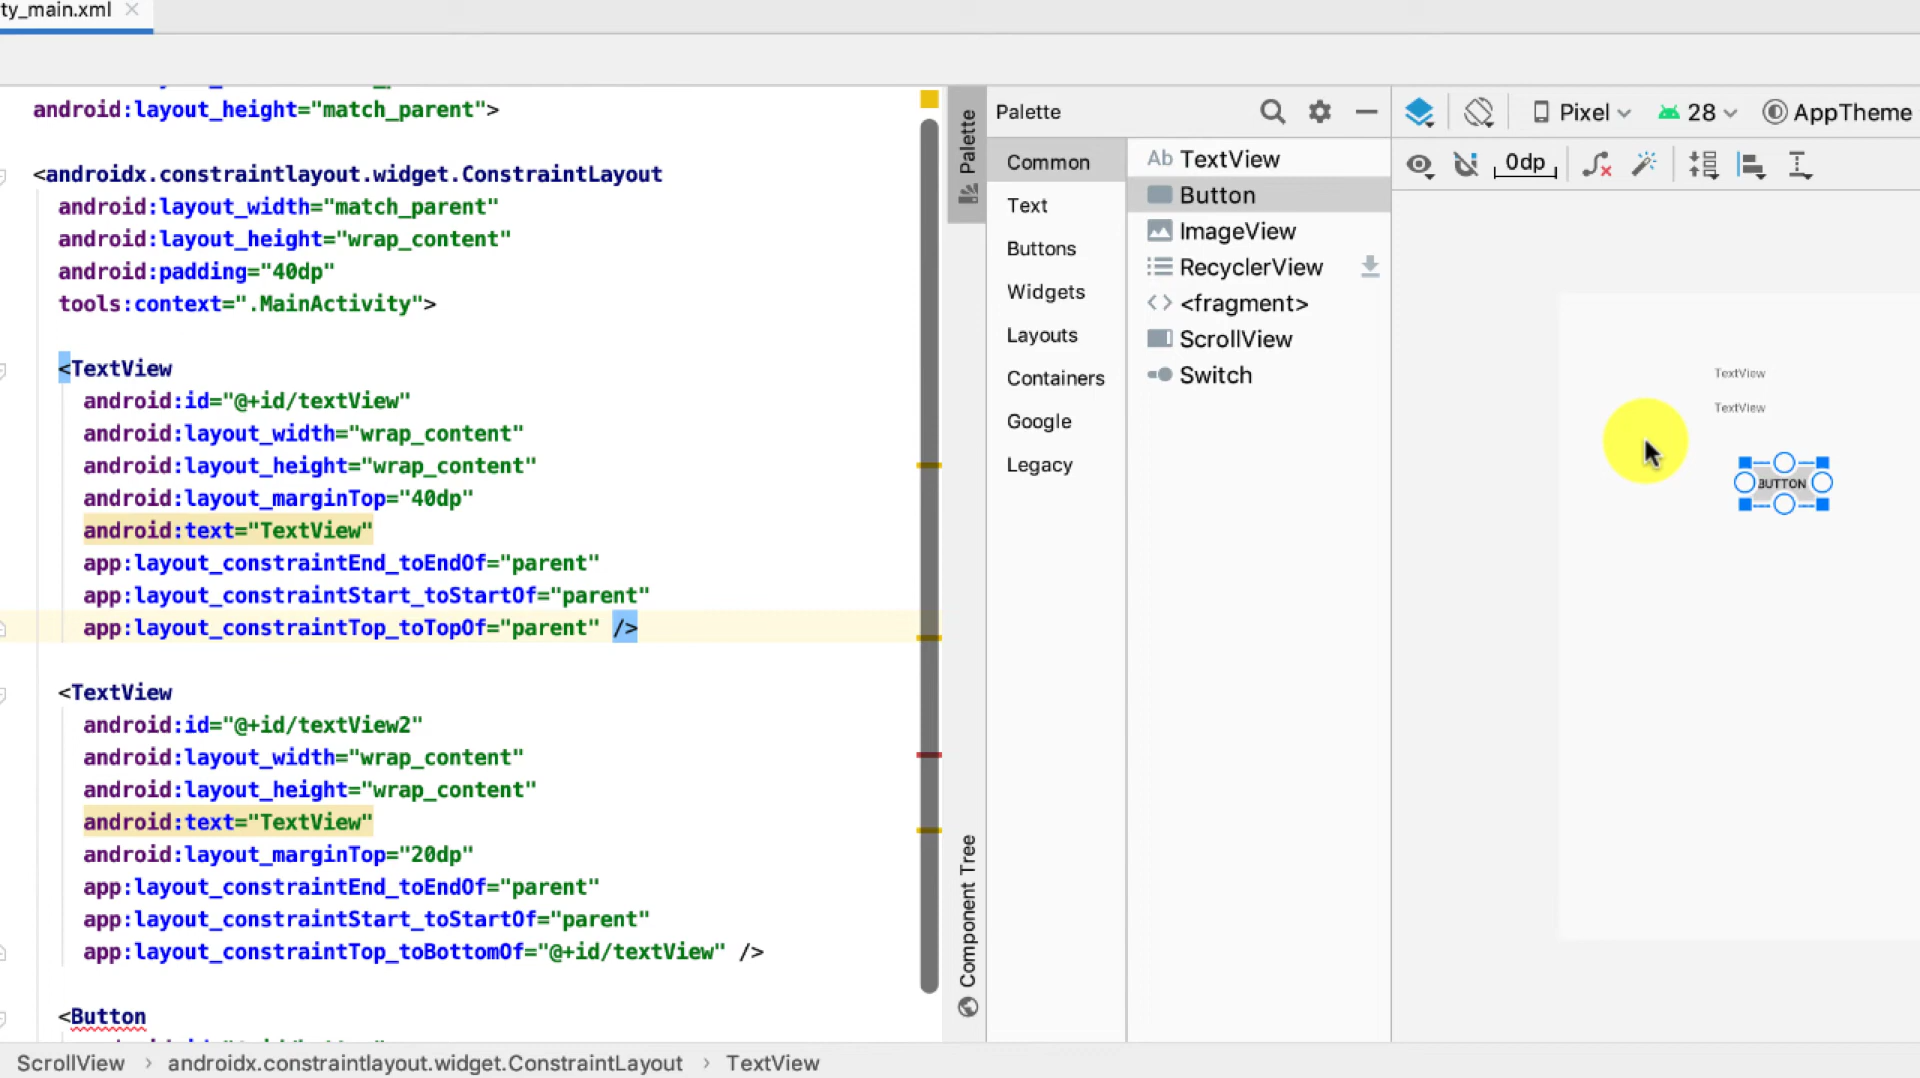 ty_main.xml
android:layout_height="match_parent">
<androidx.constraintlayout.widget.ConstraintLayout
android:layout_width="match_parent"
android:layout_height="wrap_content"
android:padding="40dp"
tools:context=".MainActivity">
<TextView
android:id="@+id/textView"
android:layout_width="wrap_content"
android:layout_height="wrap_content"
android:layout_marginTop="40dp"
android:text="TextView"
app:layout_constraintEnd_toEndOf="parent"
app:layout_constraintStart_toStartOf="parent"
app:layout_constraintTop_toTopOf="parent" />
<TextView
android:id="@+id/textView2"
android:layout_width="wrap_content"
android:layout_height="wrap_content"
android:text="TextView"
android:layout_marginTop="20dp"
app:layout_constraintEnd_toEndOf="parent"
app:layout_constraintStart_toStartOf="parent"
app:layout_constraintTop_toBottomOf="@+id/textView" />
<Button
ScrollView › androidx.constraintlayout.widget.ConstraintLayout › TextView
Palette
Component Tree
Palette
Common
Text
Buttons
Widgets
Layouts
Containers
Google
Legacy
Ab TextView
Button
ImageView
RecyclerView
<fragment>
ScrollView
Switch
Pixel 28 AppTheme
0dp
TextView
TextView
BUTTON